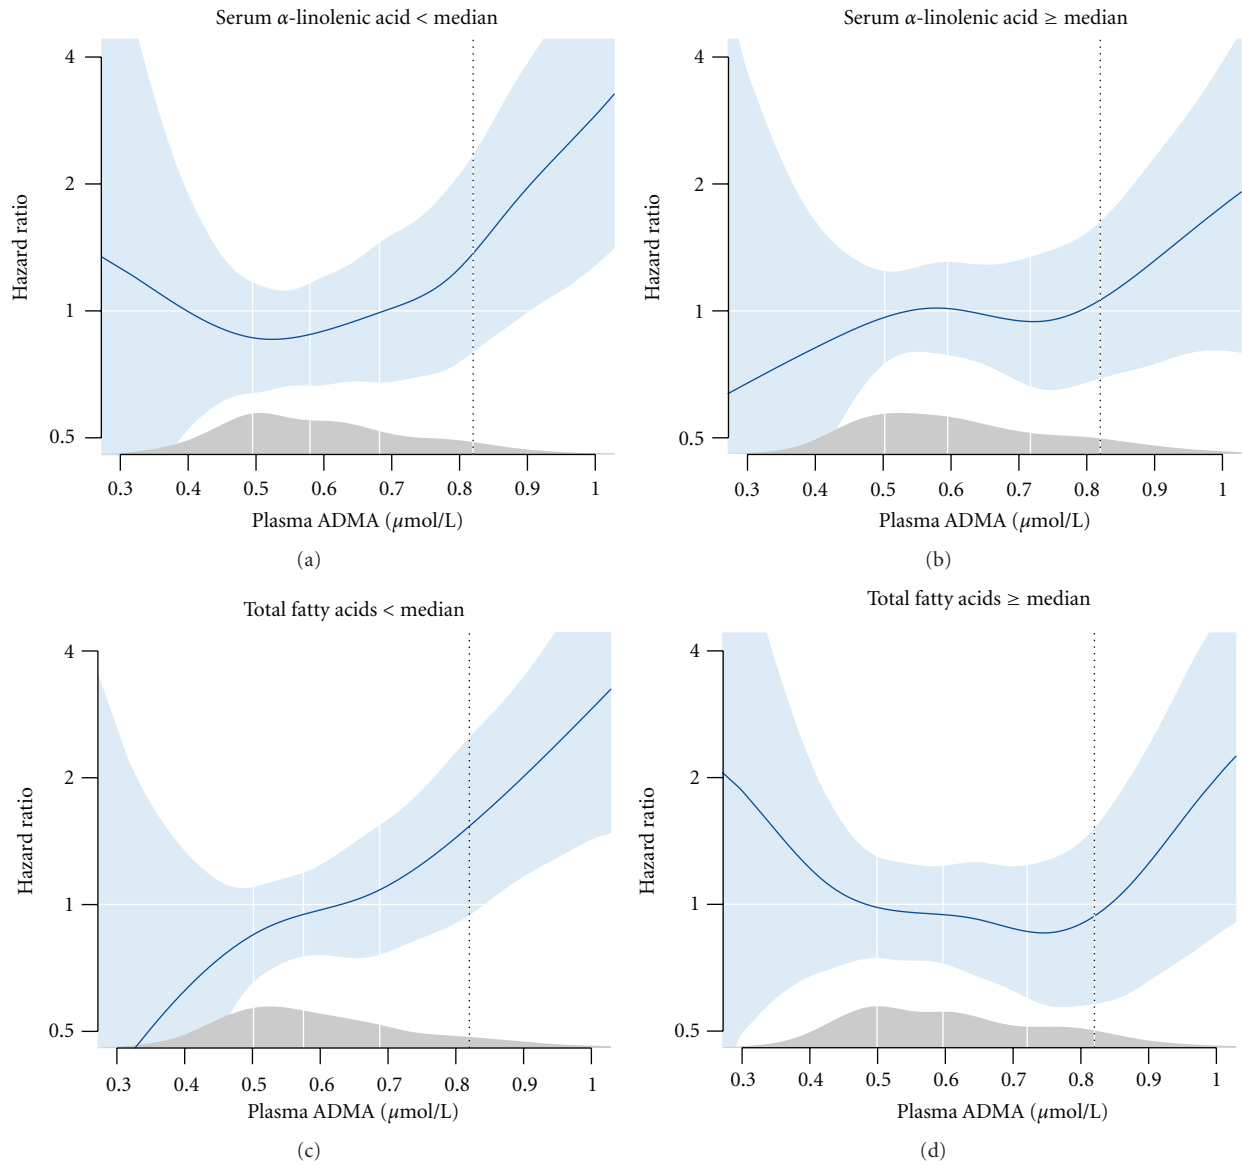 Serum α-linolenic acid < median
Serum α-linolenic acid ≥ median
4
2
1
0.5
Hazard ratio
0.3 0.4 0.5 0.6 0.7 0.8 0.9 1
Plasma ADMA (μmol/L)
(a)
4
2
1
0.5
Hazard ratio
0.3 0.4 0.5 0.6 0.7 0.8 0.9 1
Plasma ADMA (μmol/L)
(b)
Total fatty acids < median
4
2
1
0.5
Hazard ratio
0.3 0.4 0.5 0.6 0.7 0.8 0.9 1
Plasma ADMA (μmol/L)
(c)
Total fatty acids ≥ median
4
2
1
0.5
Hazard ratio
0.3 0.4 0.5 0.6 0.7 0.8 0.9 1
Plasma ADMA (μmol/L)
(d)